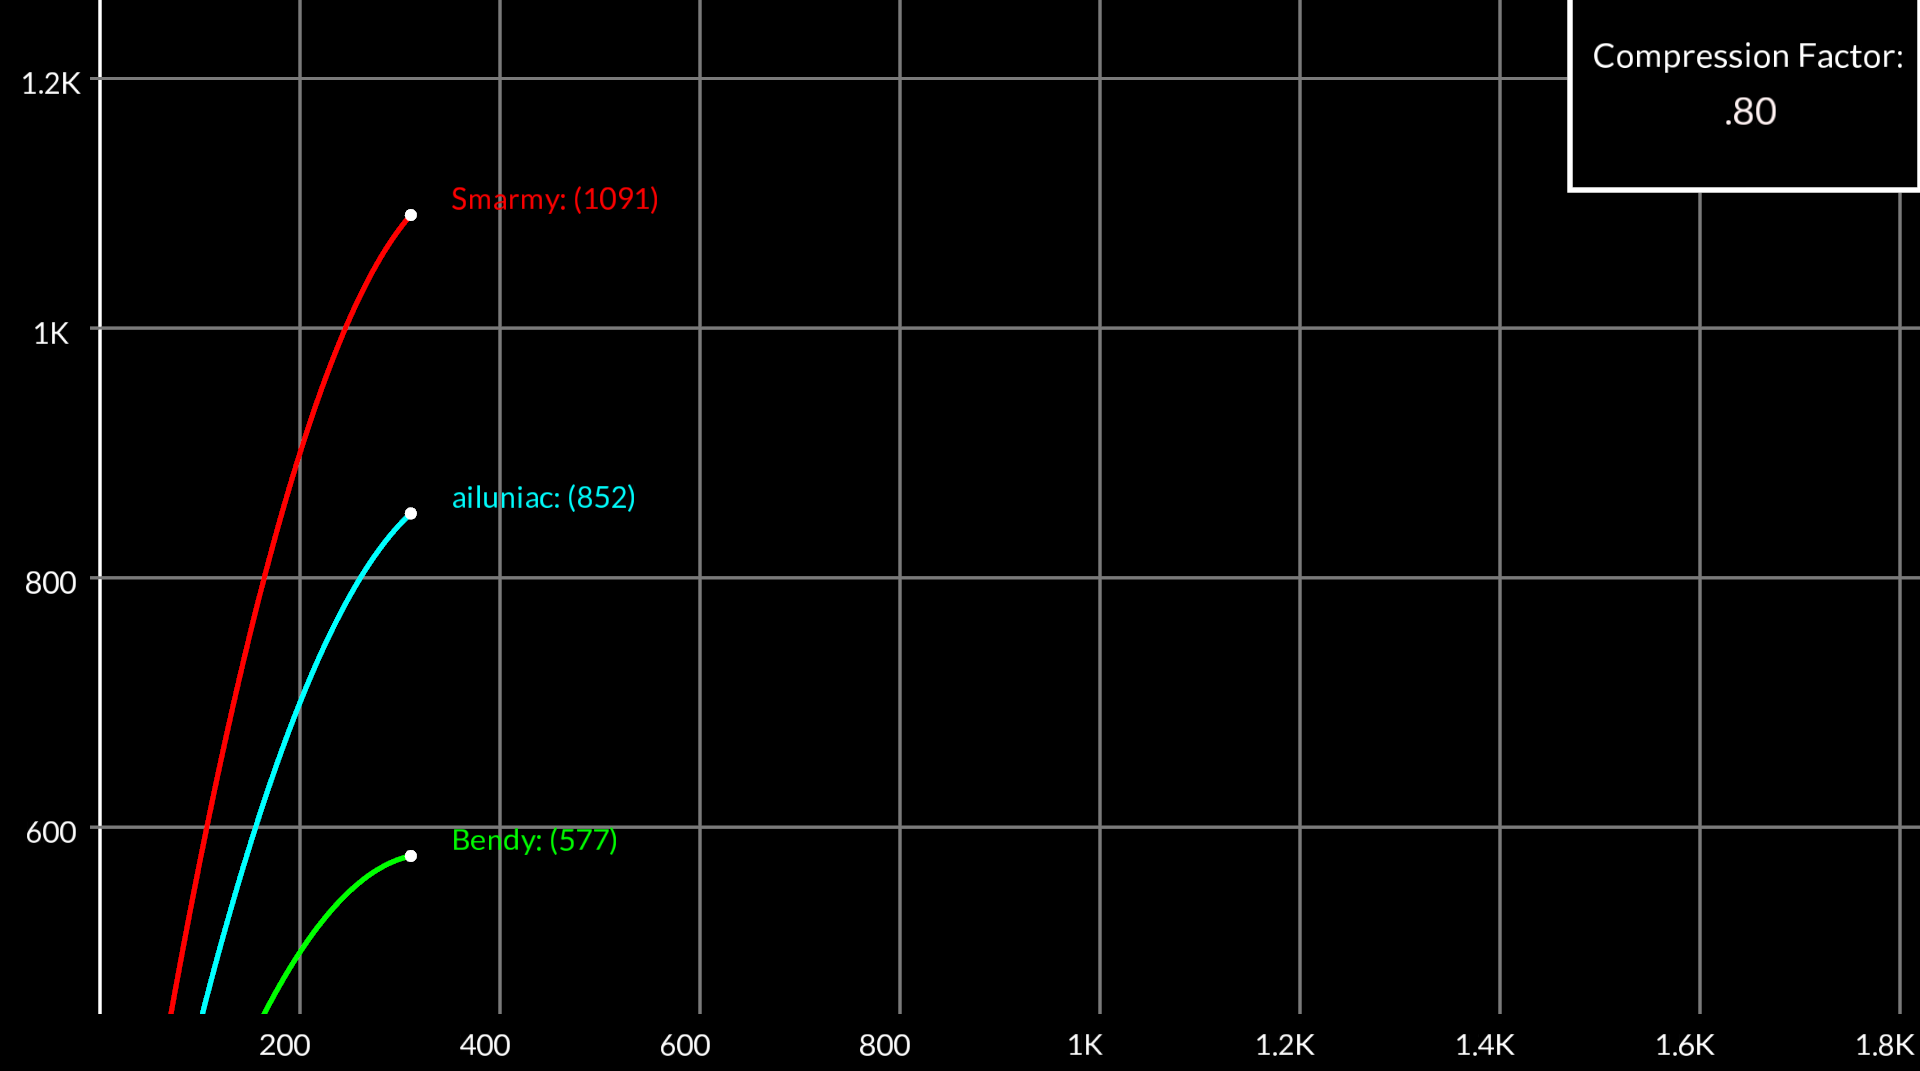 Compression Factor:
.80
1.2K
Smarmy: (1091)
1K
ailuniac: (852)
800
600
Bendy: (577)
200 400 600 800 1K 1.2K 1.4K 1.6K 1.8K